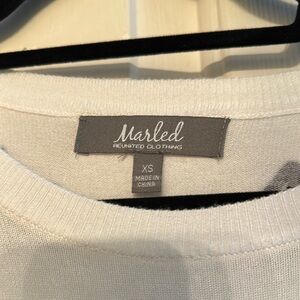 Marled
REUNITED CLOTHING
XS
MADE IN
CHINA